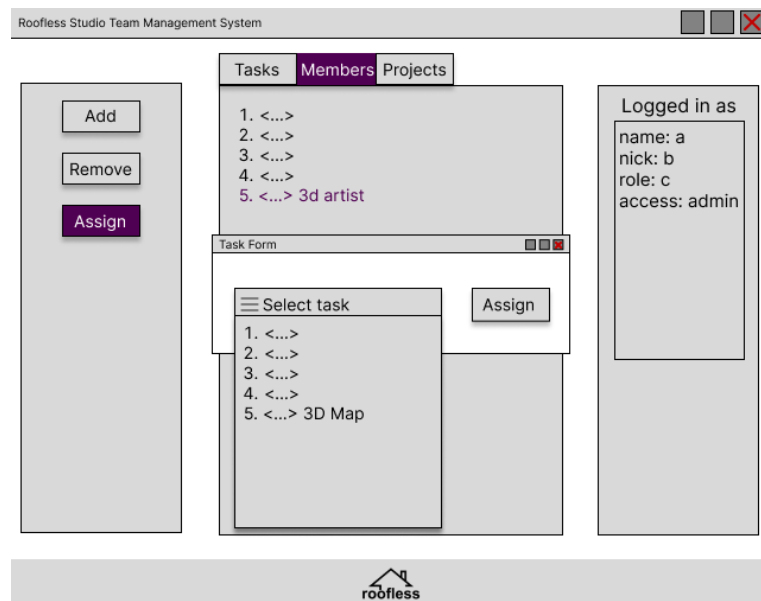 Roofless Studio Team Management System
Tasks Members Projects
Add
Remove
Assign
1. <...>
2. <...>
3. <...>
4. <...>
5. <...> 3d artist
Logged in as
name: a
nick: b
role: c
access: admin
Task Form
Select task
Assign
1. <...>
2. <...>
3. <...>
4. <...>
5. <...> 3D Map
roofless